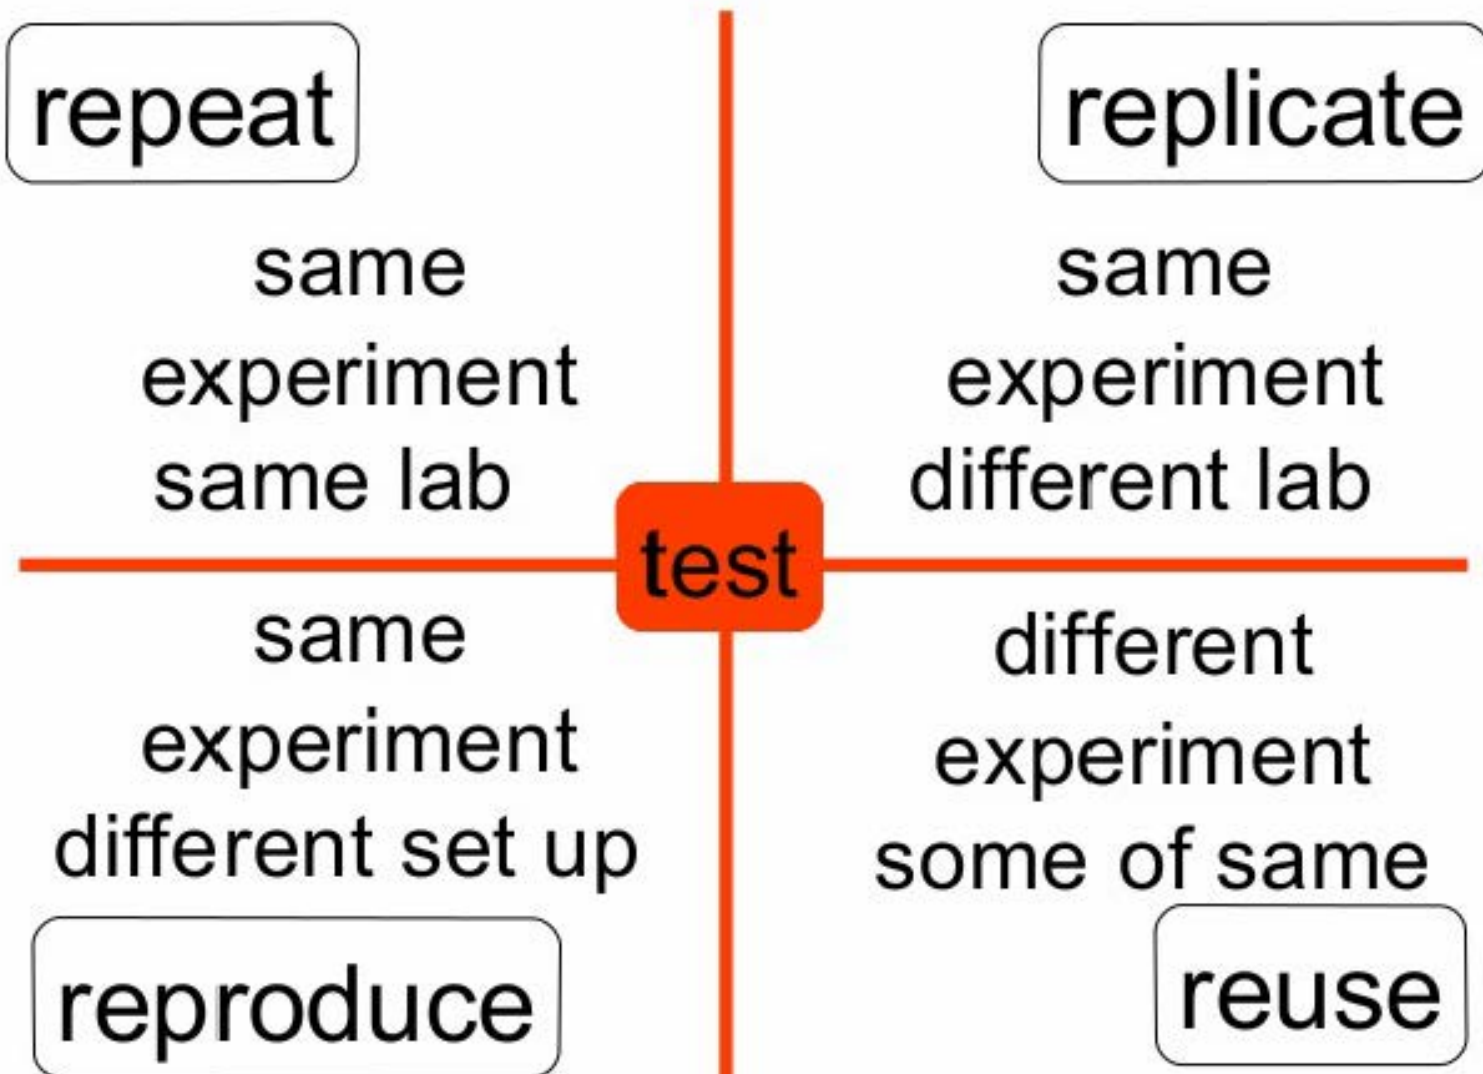 repeat
same
experiment
same lab
replicate
same
experiment
different lab
test
same
experiment
different set up
reproduce
different
experiment
some of same
reuse